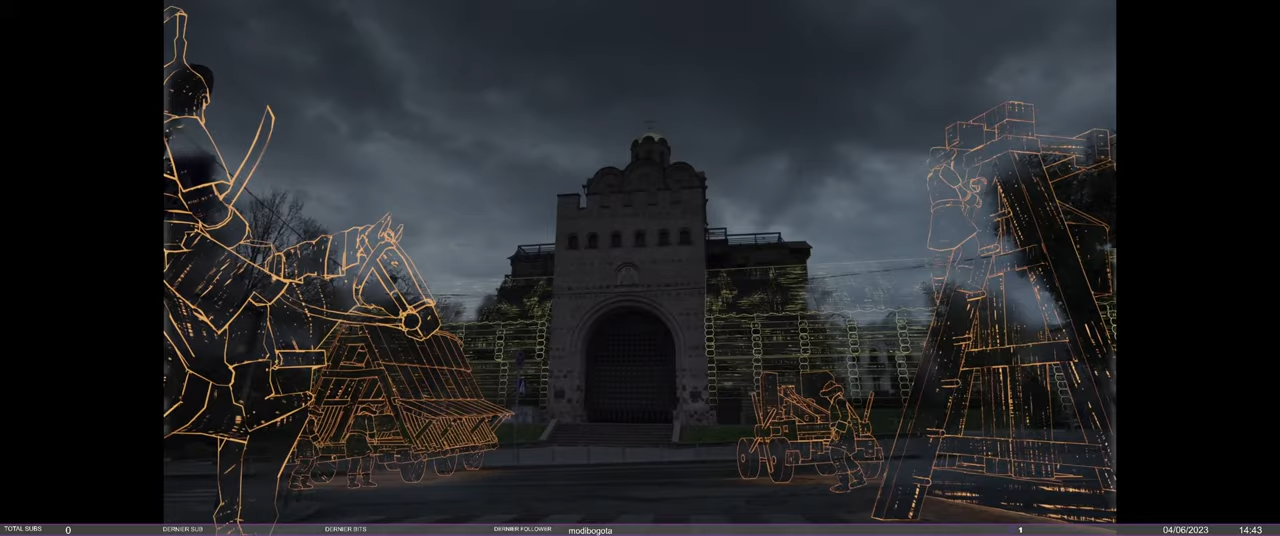 TOTAL SUBS 0 DERNIER SUB DERNIER BITS DERNIER FOLLOWER modibogota 1 04/06/2023 14:43